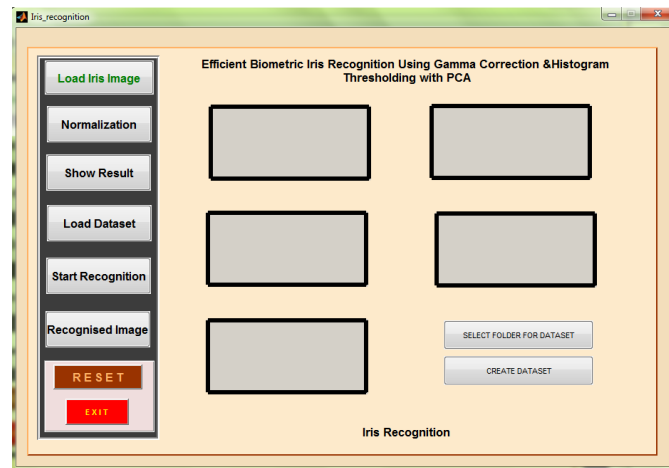 Iris_recognition
Efficient Biometric Iris Recognition Using Gamma Correction &Histogram
Thresholding with PCA
Load Iris Image
Normalization
Show Result
Load Dataset
Start Recognition
Recognised Image
RESET
EXIT
SELECT FOLDER FOR DATASET
CREATE DATASET
Iris Recognition